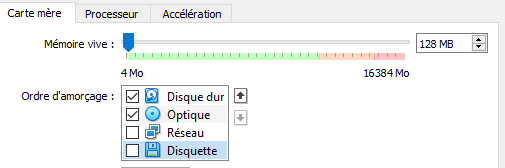 Carte mère Processeur Accélération
Mémoire vive : 128 MB
4 Mo 16384 Mo
Ordre d'amorçage : Disque dur
Optique
Réseau
Disquette